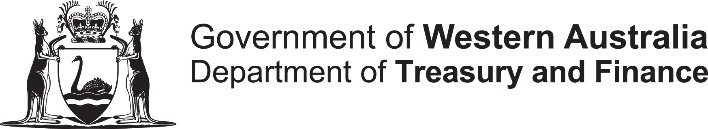 Government of Western Australia
Department of Treasury and Finance